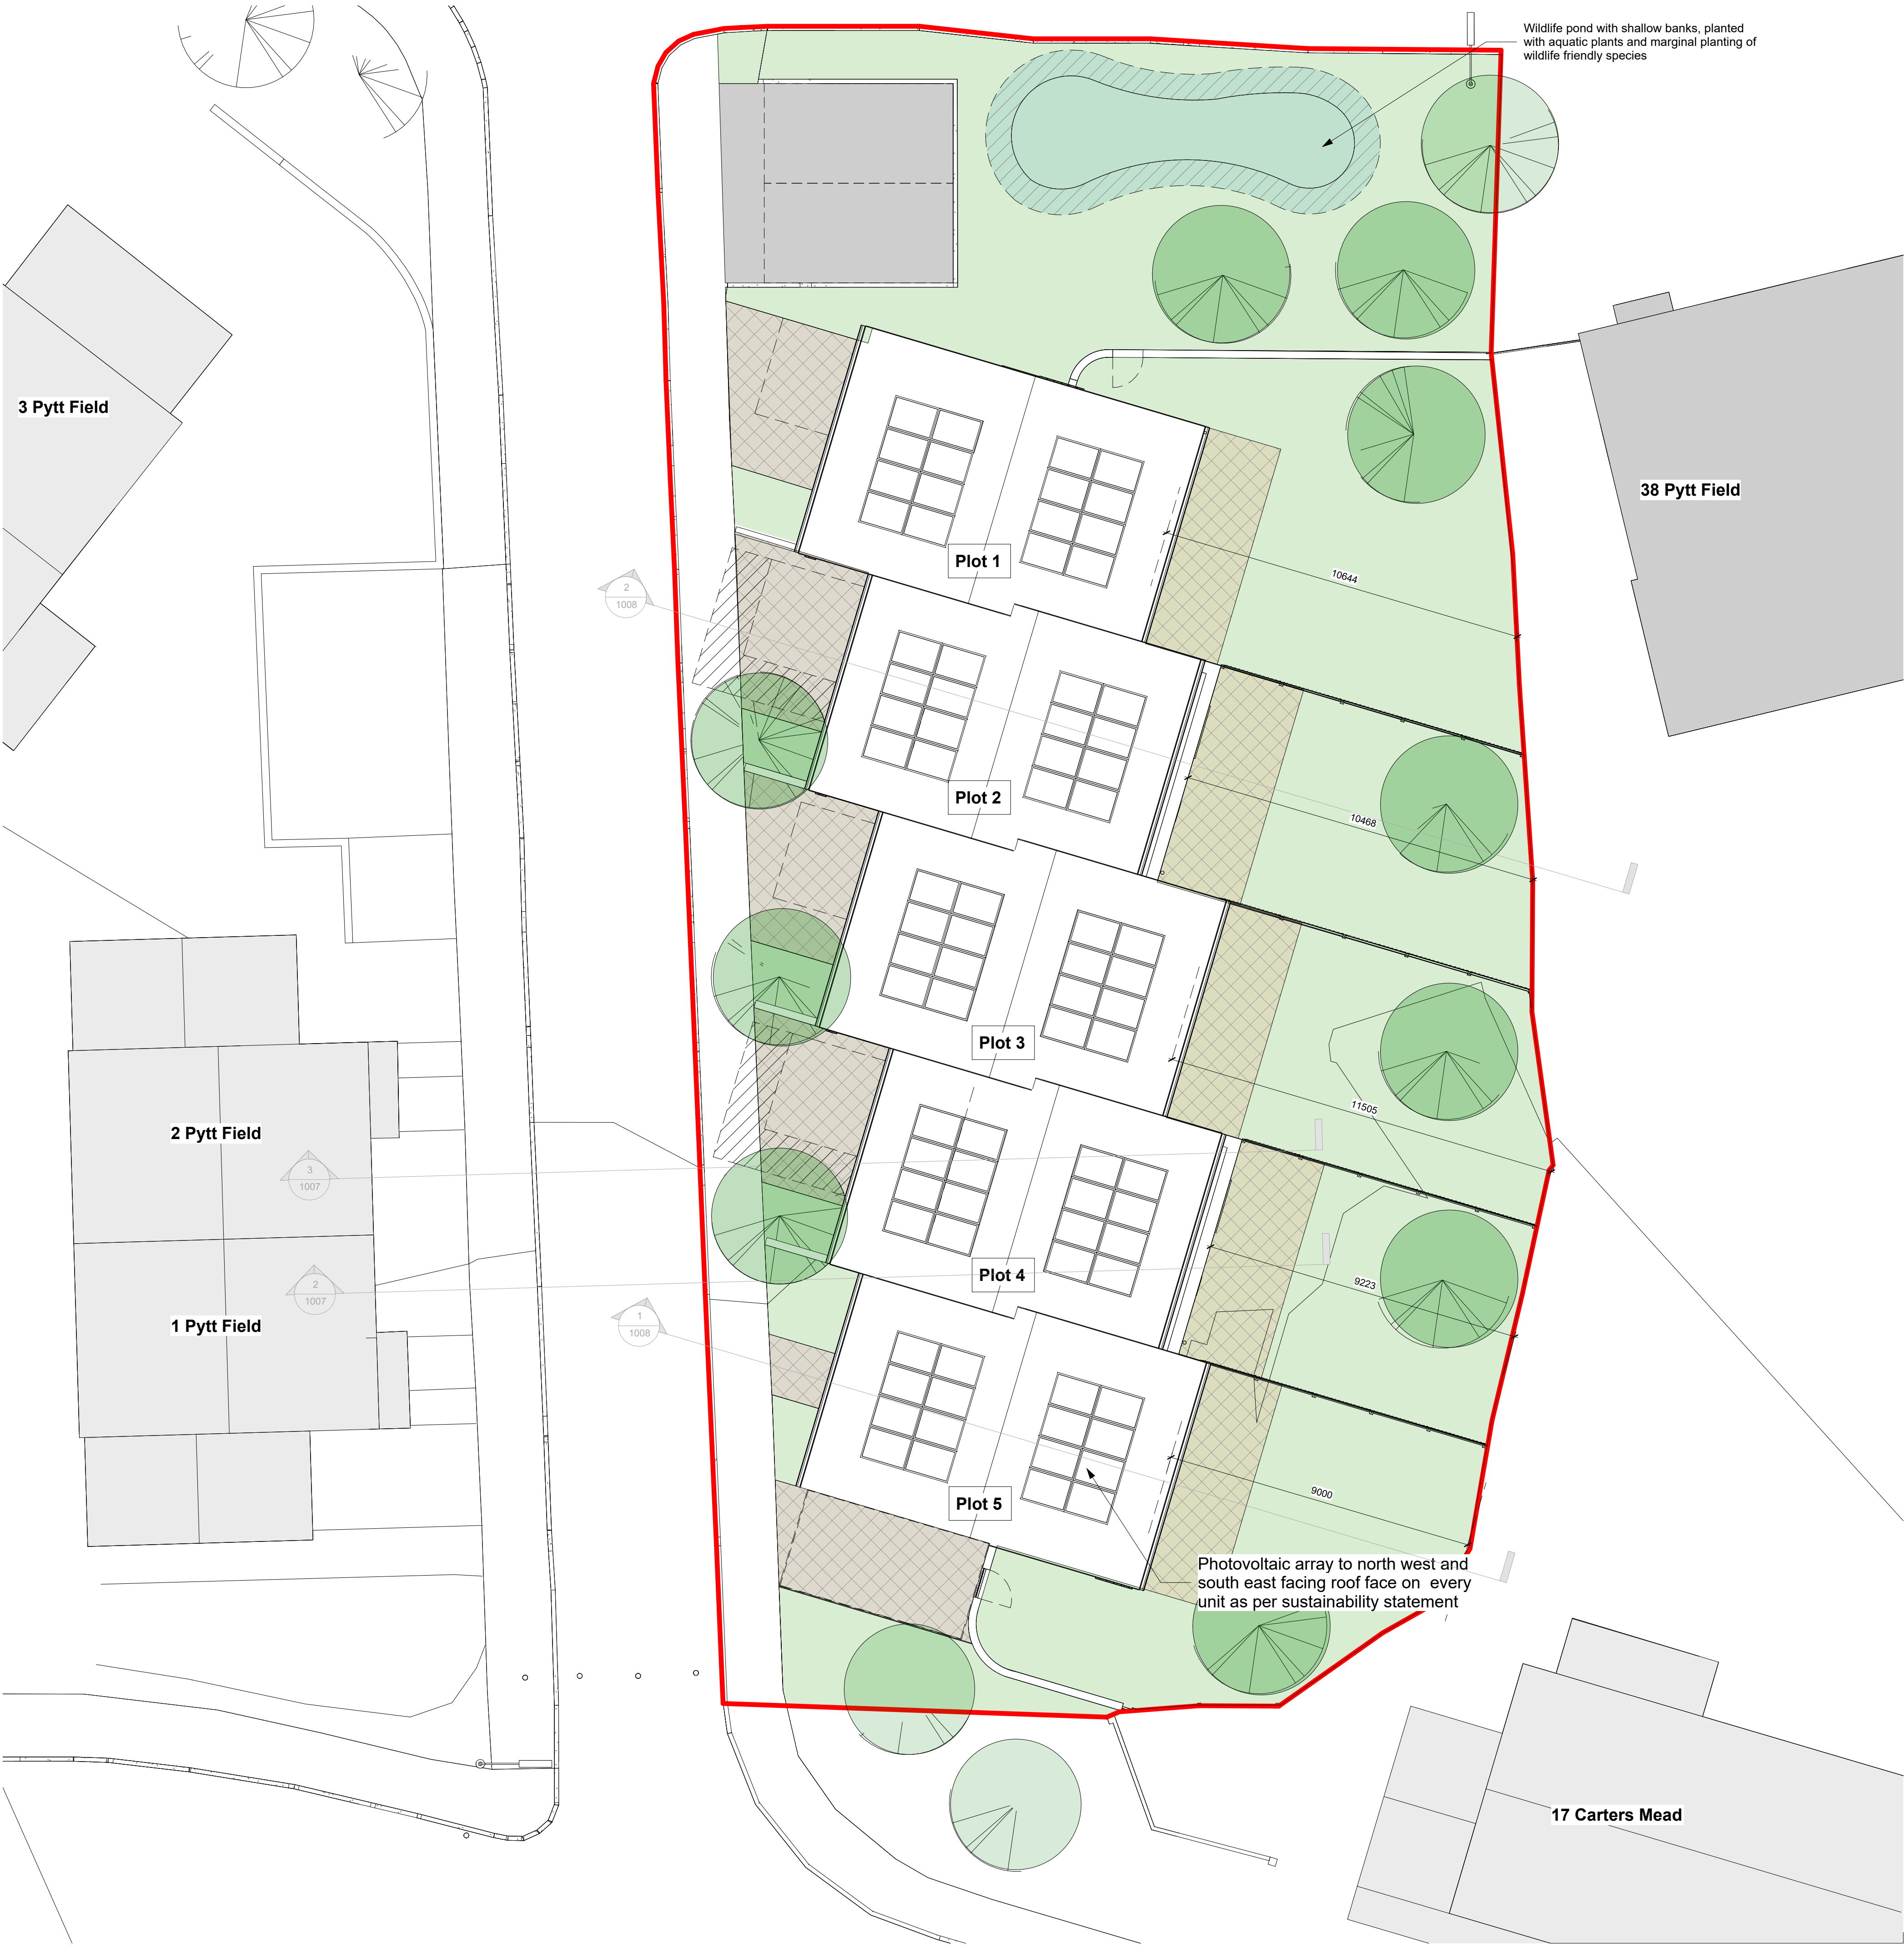 Wildlife pond with shallow banks, planted
with aquatic plants and marginal planting of
wildlife friendly species
3 Pytt Field
38 Pytt Field
Plot 1
10644
2
1008
Plot 2
10468
Plot 3
11505
2 Pytt Field
3
1007
Plot 4
9223
2
1007
1 Pytt Field
1
1008
Plot 5
9000
Photovoltaic array to north west and
south east facing roof face on every
unit as per sustainability statement
17 Carters Mead